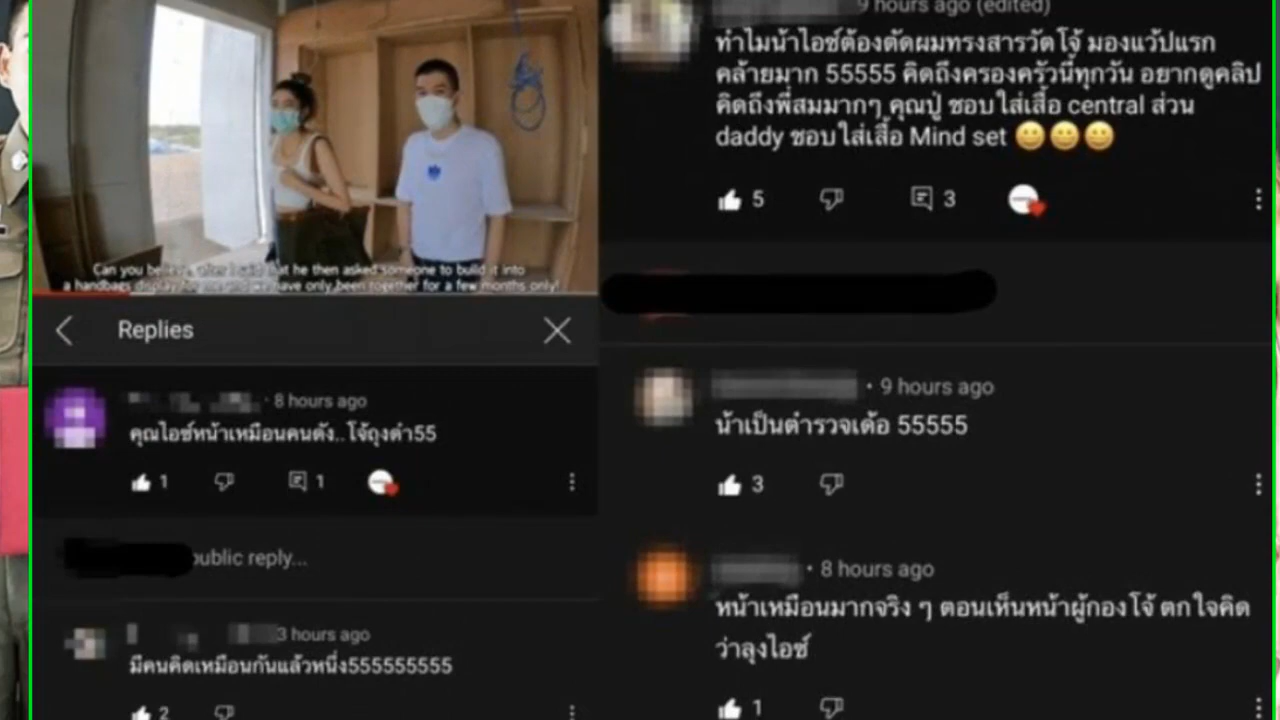 Can you believe, after I said that he then asked someone to build it into
a handbags display for me and we have only been together for a few months only!
Replies
· 8 hours ago
คุณไอซ์หน้าเหมือนคนดัง..โจ้ถุงดำ55
1
1
public reply...
3 hours ago
มีคนคิดเหมือนกันแล้วหนึ่ง555555555
2
9 hours ago (edited)
ทำไมน้าไอซ์ต้องตัดผมทรงสารวัตโจ้ มองแว้ปแรก
คล้ายมาก 55555 คิดถึงครองครัวนี้ทุกวัน อยากดูคลิป
คิดถึงพี่สมมากๆ คุณปู่ ชอบใส่เสื้อ central ส่วน
daddy ชอบใส่เสื้อ Mind set 😀😀😀
5
3
· 9 hours ago
น้าเป็นตำรวจเด้อ 55555
3
· 8 hours ago
หน้าเหมือนมากจริง ๆ ตอนเห็นหน้าผู้กองโจ้ ตกใจคิด
ว่าลุงไอซ์
1